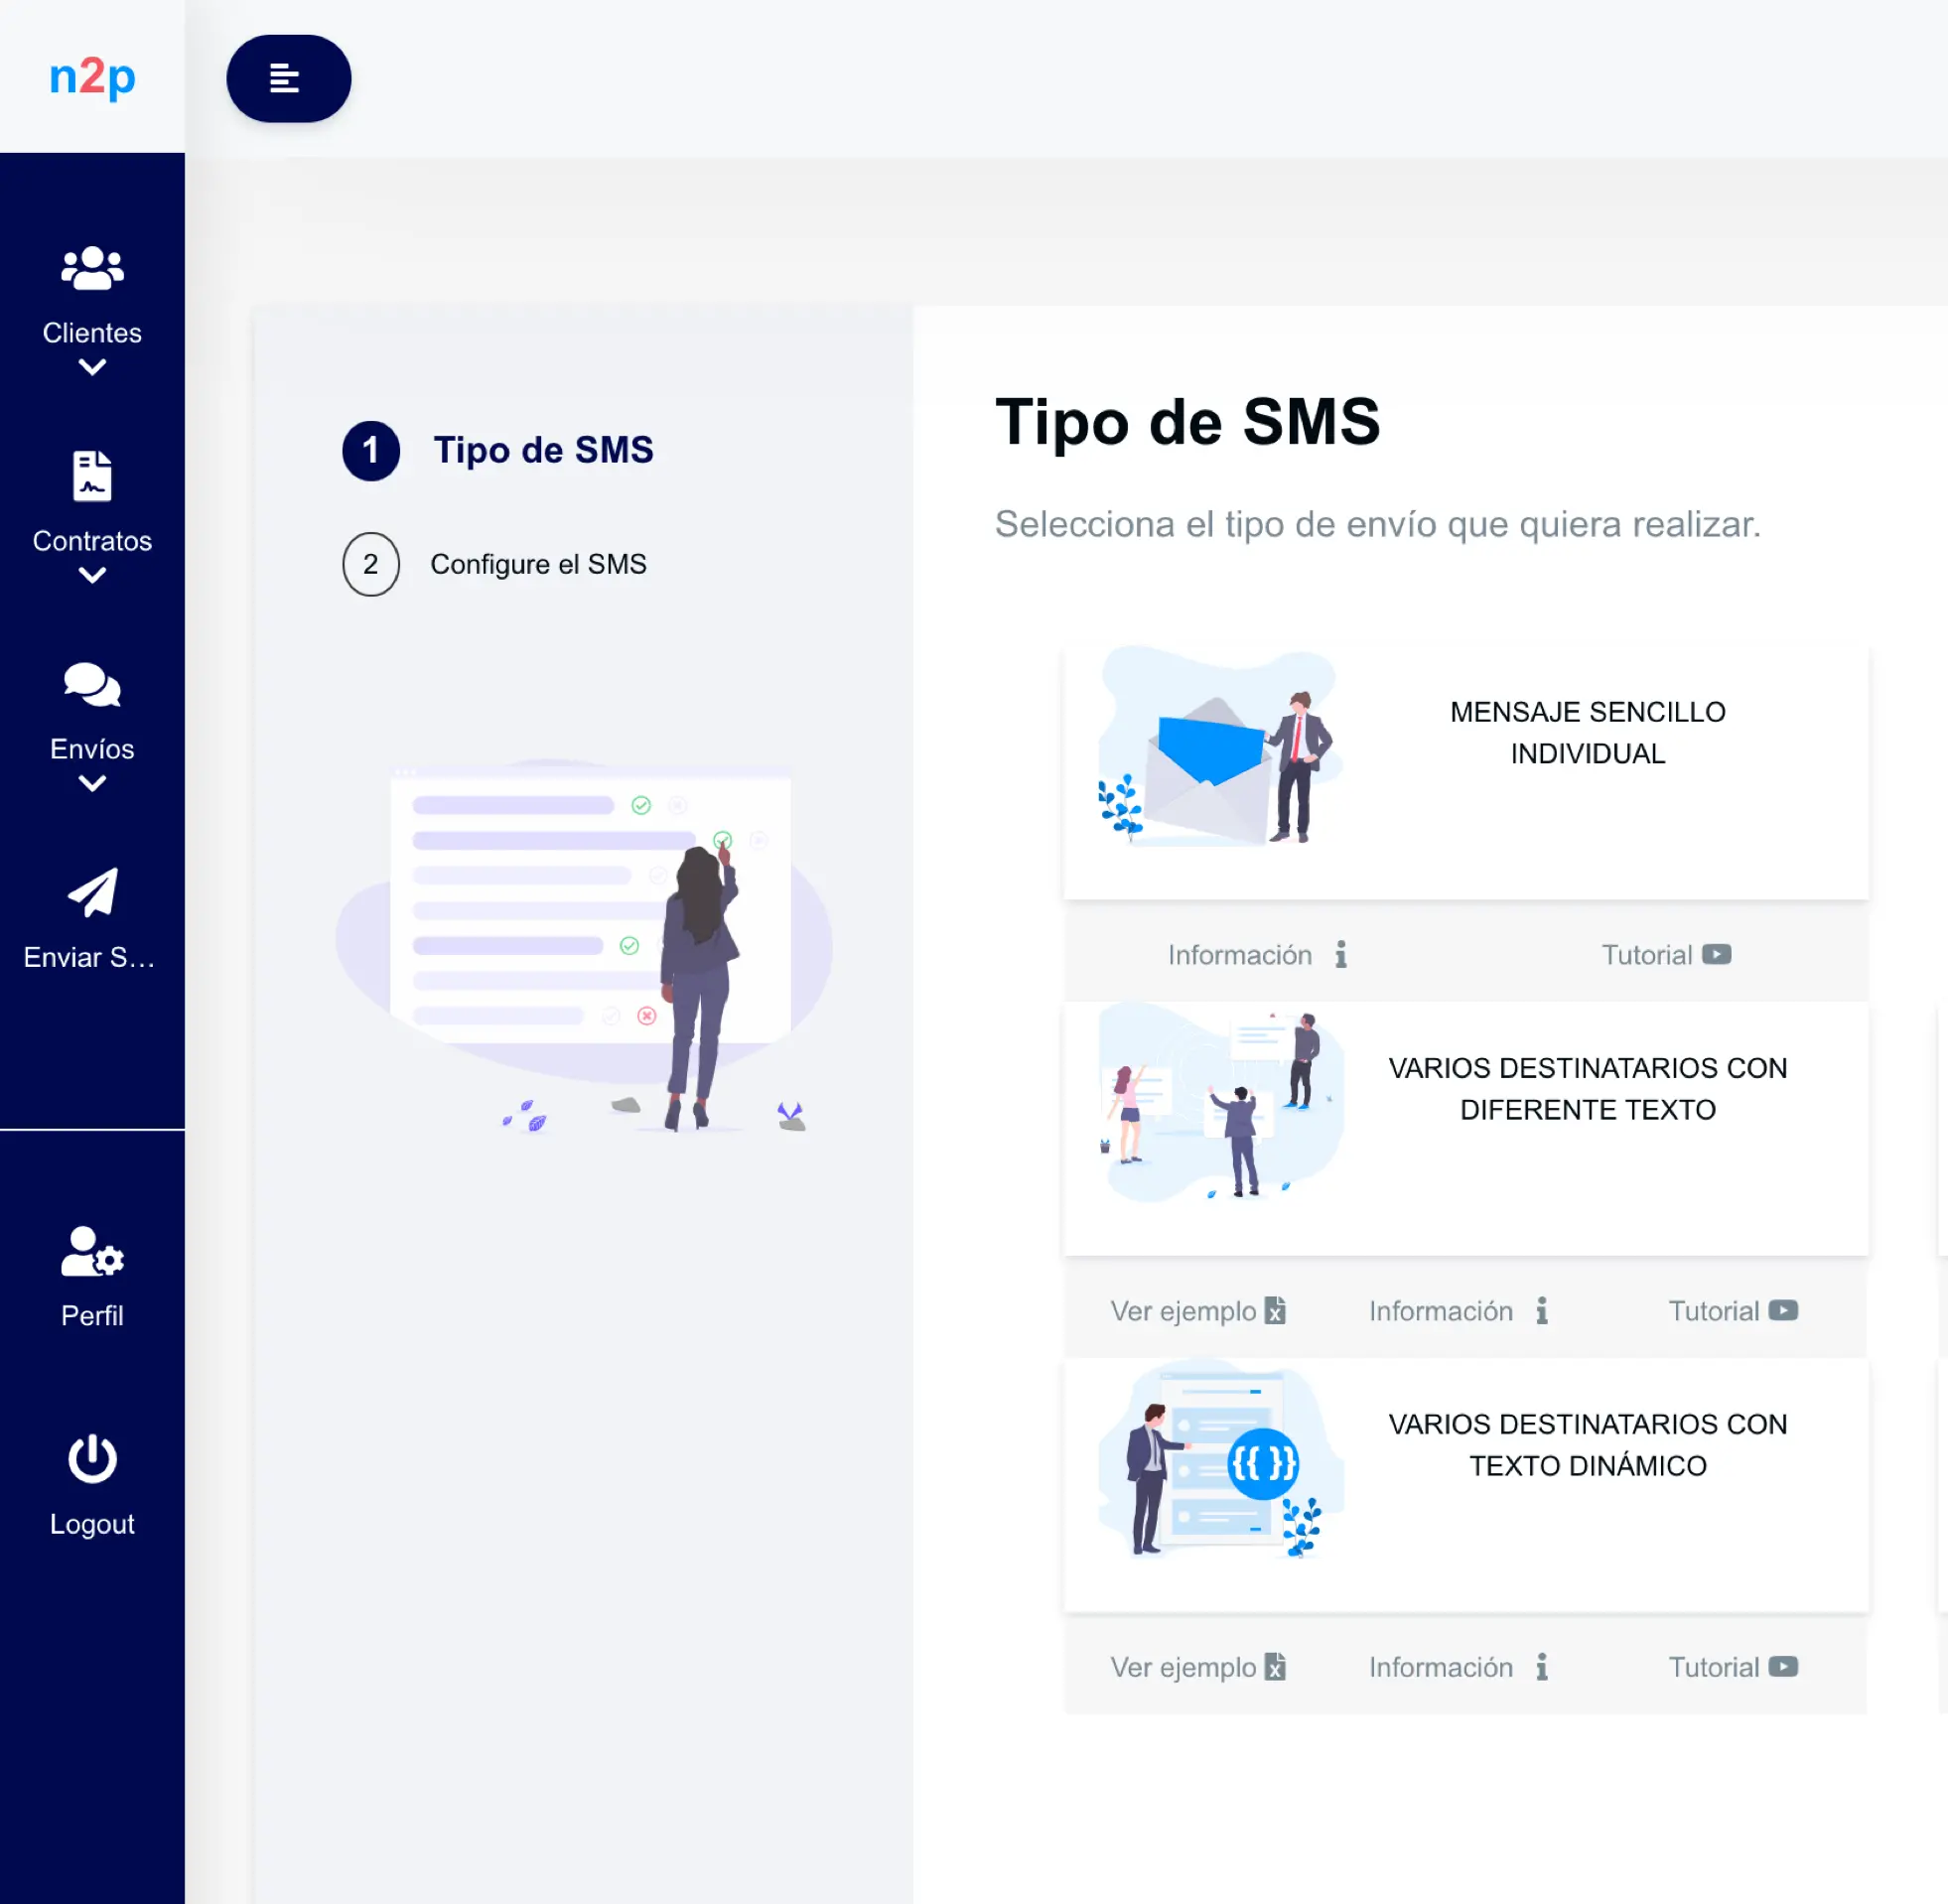 n2p
Clientes
Contratos
Envíos
Enviar S...
Perfil
Logout
1 Tipo de SMS
2 Configure el SMS
Tipo de SMS
Selecciona el tipo de envío que quiera realizar.
MENSAJE SENCILLO
INDIVIDUAL
Información Tutorial
VARIOS DESTINATARIOS CON
DIFERENTE TEXTO
Ver ejemplo Información Tutorial
{{ }}
VARIOS DESTINATARIOS CON
TEXTO DINÁMICO
Ver ejemplo Información Tutorial